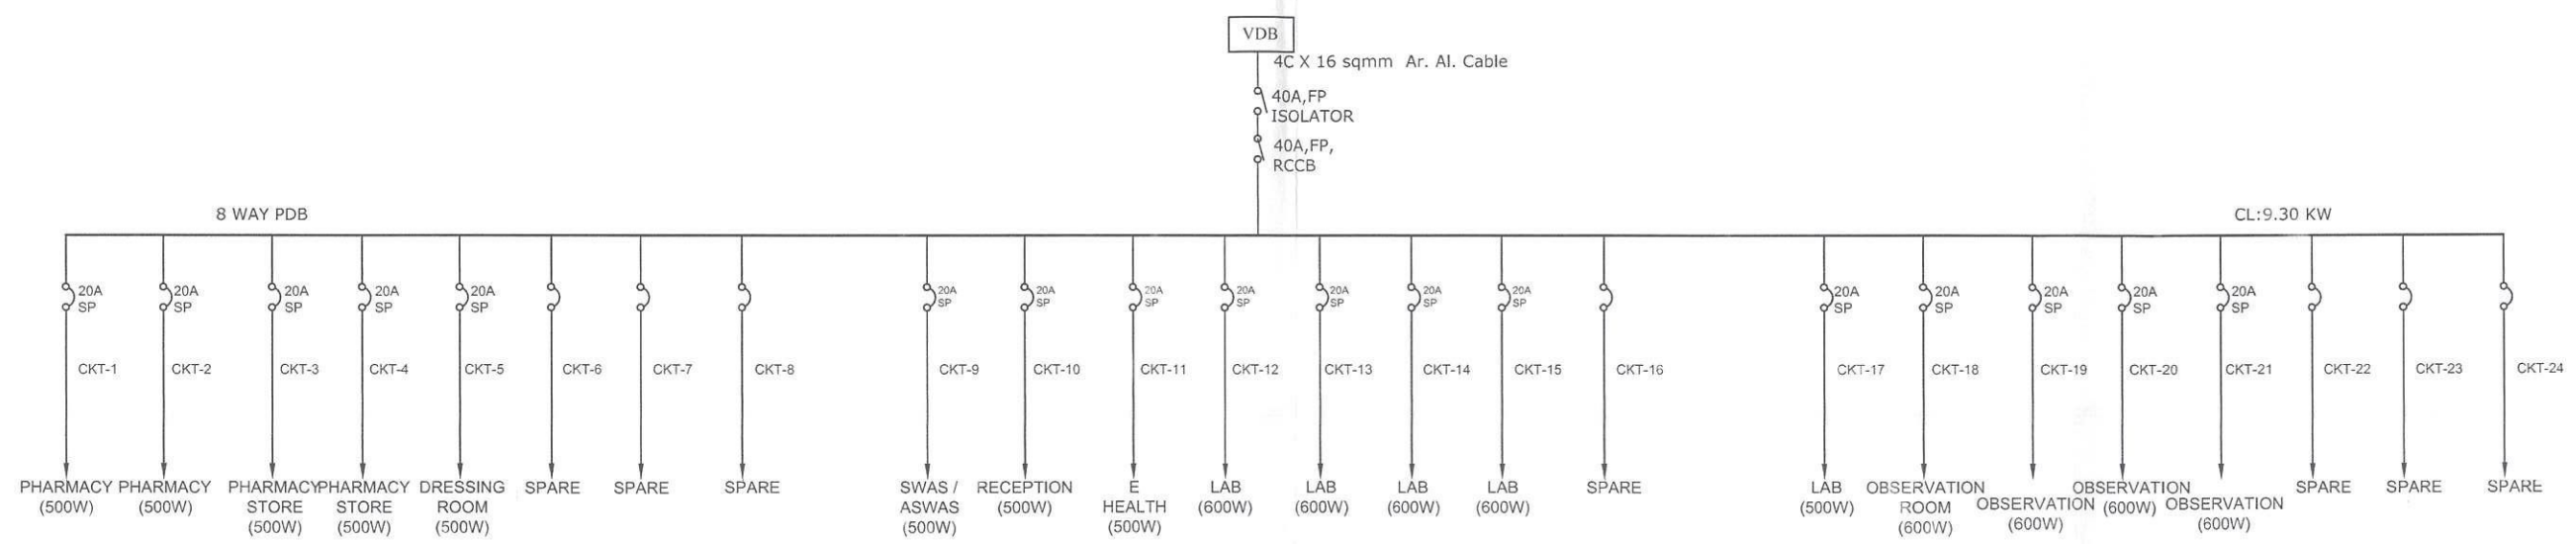 VDB
4C X 16 sqmm Ar. Al. Cable
40A,FP
ISOLATOR
40A,FP,
RCCB
8 WAY PDB
CL:9.30 KW
20A
SP
20A
SP
20A
SP
20A
SP
20A
SP
20A
SP
20A
SP
20A
SP
20A
SP
20A
SP
20A
SP
20A
SP
20A
SP
20A
SP
20A
SP
20A
SP
20A
SP
CKT-1
CKT-2
CKT-3
CKT-4
CKT-5
CKT-6
CKT-7
CKT-8
CKT-9
CKT-10
CKT-11
CKT-12
CKT-13
CKT-14
CKT-15
CKT-16
CKT-17
CKT-18
CKT-19
CKT-20
CKT-21
CKT-22
CKT-23
CKT-24
PHARMACY
(500W)
PHARMACY
(500W)
PHARMACY
STORE
(500W)
PHARMACY
STORE
(500W)
DRESSING
ROOM
(500W)
SPARE
SPARE
SPARE
SWAS /
ASWAS
(500W)
RECEPTION
(500W)
E
HEALTH
(500W)
LAB
(600W)
LAB
(600W)
LAB
(600W)
LAB
(600W)
SPARE
LAB
(500W)
OBSERVATION
ROOM
(600W)
OBSERVATION
(600W)
OBSERVATION
(600W)
OBSERVATION
(600W)
SPARE
SPARE
SPARE